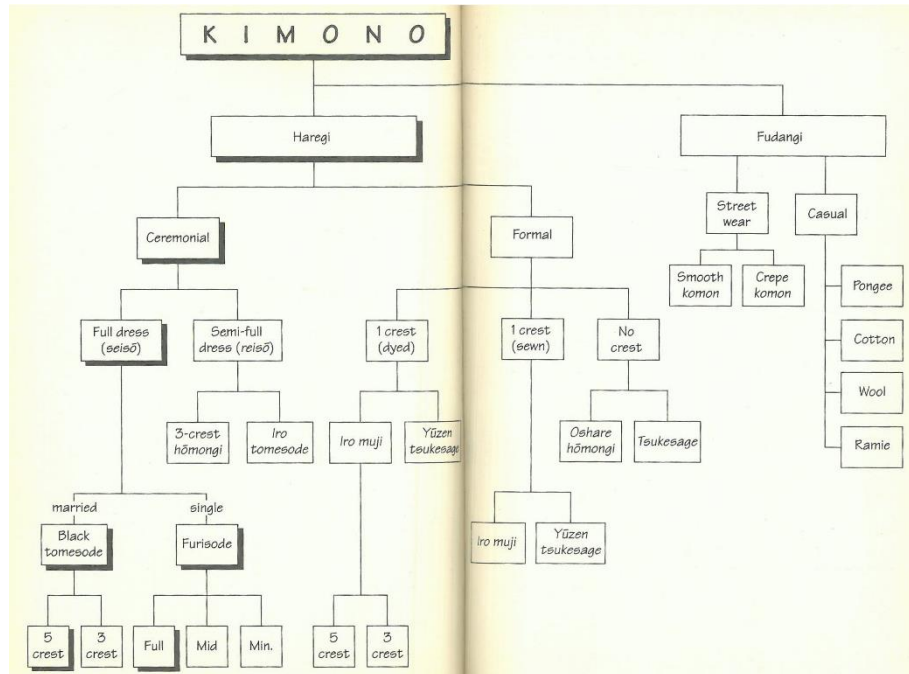 KIMONO
Haregi
Fudangi
Ceremonial
Formal
Street
wear
Casual
Smooth
komon
Crepe
komon
Pongee
Cotton
Wool
Ramie
Full dress
(seisō)
Semi-full
dress (reisō)
1 crest
(dyed)
1 crest
(sewn)
No
crest
3-crest
hōmongi
Iro
tomesode
Iro muji
Yūzen
tsukesage
Oshare
hōmongi
Tsukesage
married
single
Black
tomesode
Furisode
Iro muji
Yūzen
tsukesage
5
crest
3
crest
Full
Mid
Min.
5
crest
3
crest